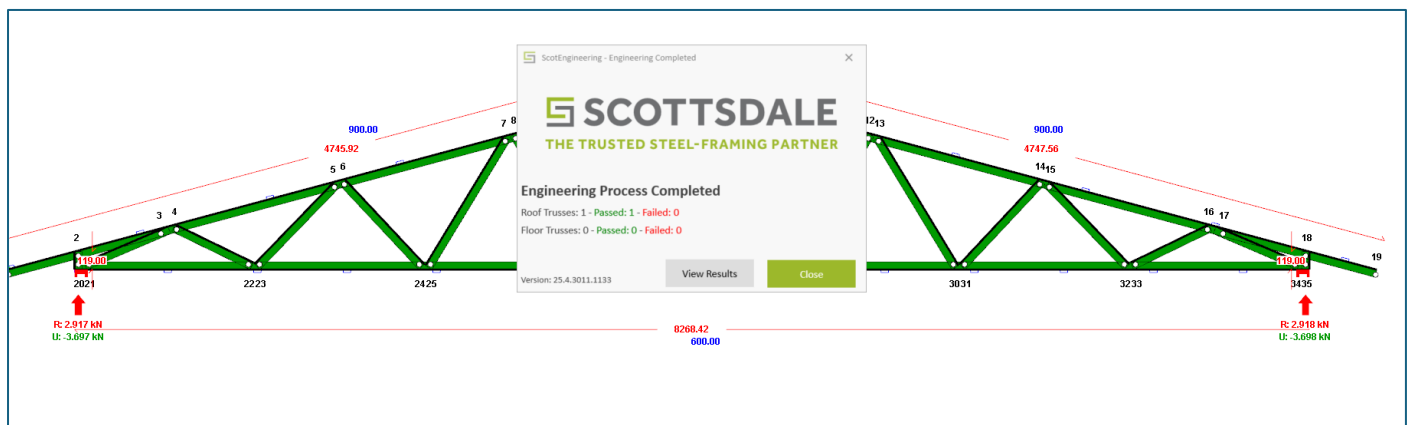 ScotEngineering - Engineering Completed
SCOTTSDALE
THE TRUSTED STEEL-FRAMING PARTNER
Engineering Process Completed
Roof Trusses: 1 - Passed: 1 - Failed: 0
Floor Trusses: 0 - Passed: 0 - Failed: 0
Version: 25.4.3011.1133
View Results
Close
900.00
4745.92
900.00
4747.56
7 8
12 13
5 6
14 15
3 4
16 17
2
18
19
119.00
119.00
2021
2223
2425
3031
3233
3435
R: 2.917 kN
U: -3.697 kN
8268.42
600.00
R: 2.918 kN
U: -3.698 kN